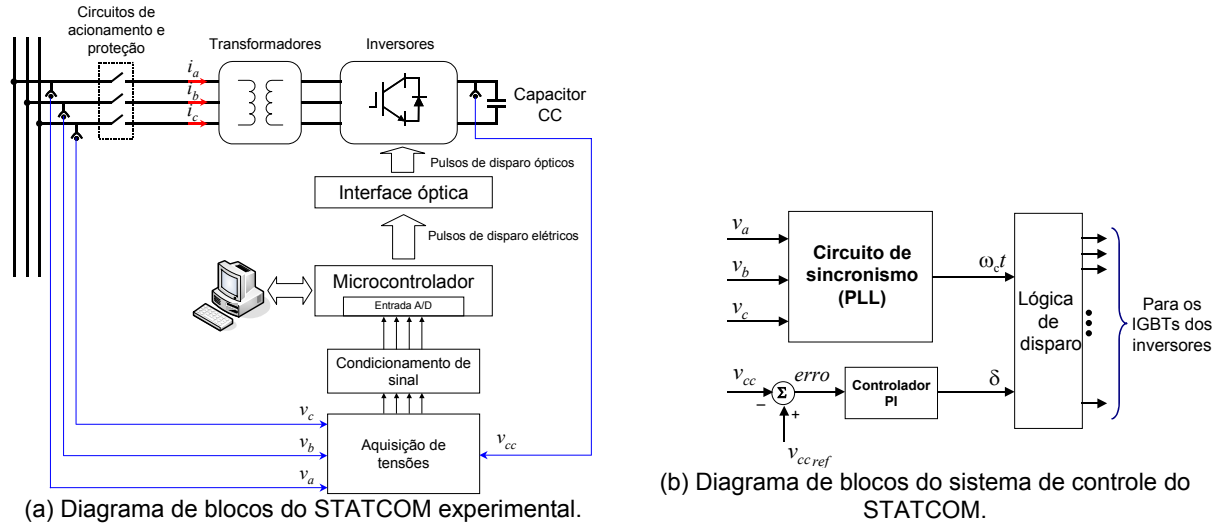 Circuitos de
acionamento e
proteção
Transformadores
Inversores
i_a
i_b
i_c
Capacitor
CC
Pulsos de disparo ópticos
Interface óptica
Pulsos de disparo elétricos
Microcontrolador
Entrada A/D
Condicionamento de
sinal
Aquisição de
tensões
v_c
v_b
v_a
v_cc
(a) Diagrama de blocos do STATCOM experimental.
v_a
v_b
v_c
Circuito de
sincronismo
(PLL)
ω_c t
Lógica
de
disparo
Para os
IGBTs dos
inversores
v_cc
−
Σ
+
erro
Controlador
PI
δ
v_cc ref
(b) Diagrama de blocos do sistema de controle do
STATCOM.